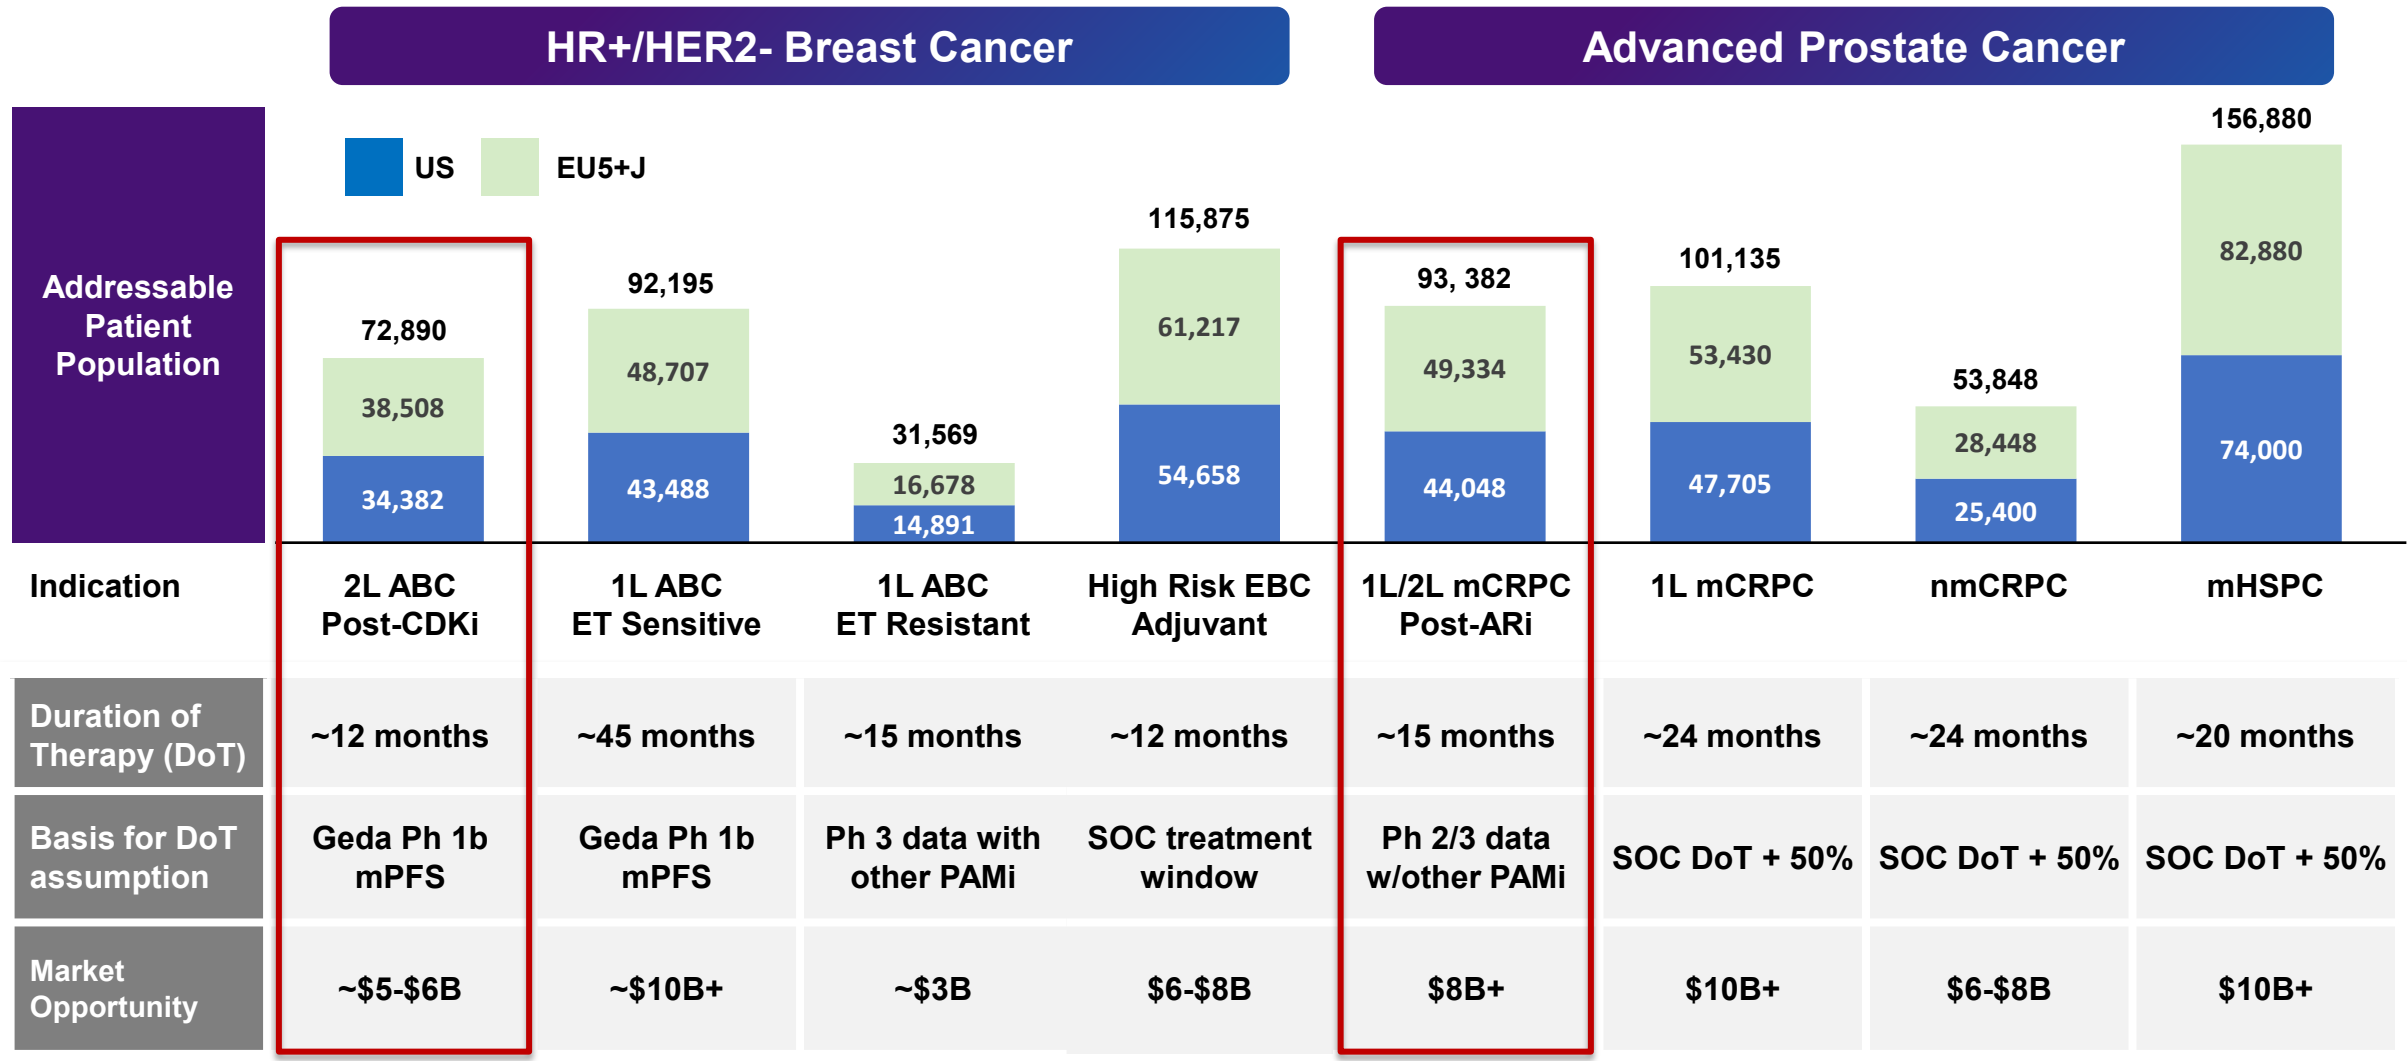 HR+/HER2- Breast Cancer
Advanced Prostate Cancer
US
EU5+J
Addressable
Patient
Population
72,890
38,508
34,382
92,195
48,707
43,488
31,569
16,678
14,891
115,875
61,217
54,658
93, 382
49,334
44,048
101,135
53,430
47,705
53,848
28,448
25,400
156,880
82,880
74,000
Indication
2L ABC
Post-CDKi
1L ABC
ET Sensitive
1L ABC
ET Resistant
High Risk EBC
Adjuvant
1L/2L mCRPC
Post-ARi
1L mCRPC
nmCRPC
mHSPC
Duration of
Therapy (DoT)
~12 months
~45 months
~15 months
~12 months
~15 months
~24 months
~24 months
~20 months
Basis for DoT
assumption
Geda Ph 1b
mPFS
Geda Ph 1b
mPFS
Ph 3 data with
other PAMi
SOC treatment
window
Ph 2/3 data
w/other PAMi
SOC DoT + 50%
SOC DoT + 50%
SOC DoT + 50%
Market
Opportunity
~$5-$6B
~$10B+
~$3B
$6-$8B
$8B+
$10B+
$6-$8B
$10B+